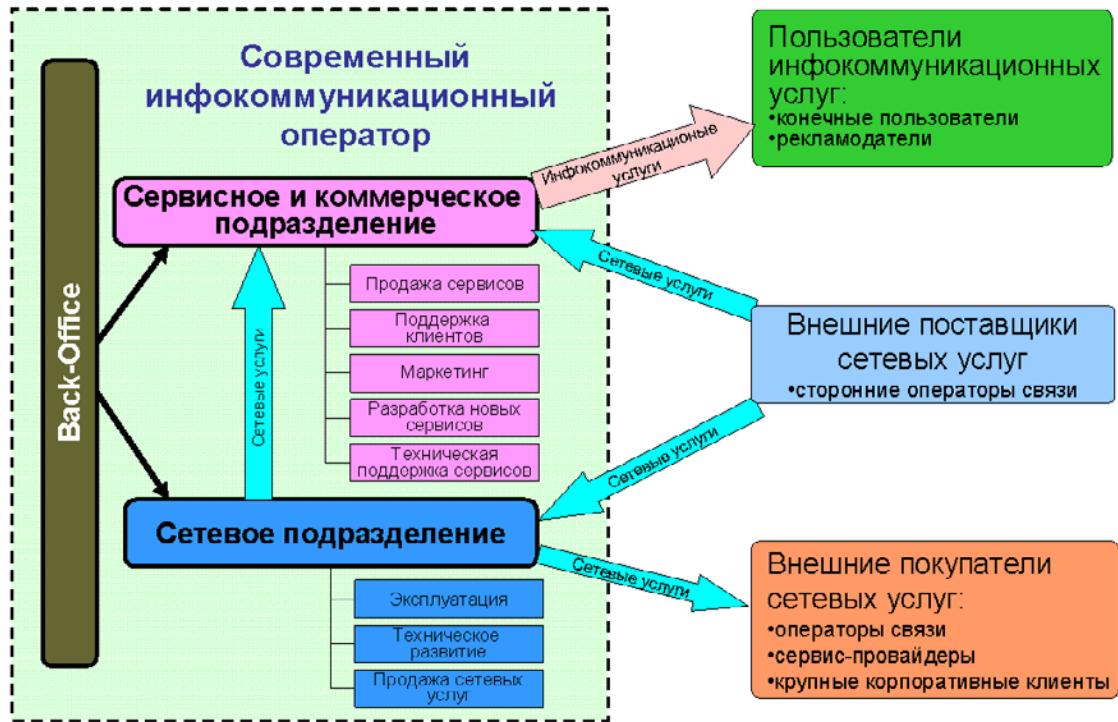 Современный
инфокоммуникационный
оператор
Back-Office
Сервисное и коммерческое
подразделение
Продажа сервисов
Поддержка
клиентов
Маркетинг
Разработка новых
сервисов
Техническая
поддержка сервисов
Сетевые услуги
Сетевое подразделение
Эксплуатация
Техническое
развитие
Продажа сетевых
услуг
Инфокоммуникационые
услуги
Сетевые услуги
Сетевые услуги
Сетевые услуги
Пользователи
инфокоммуникационных
услуг:
•конечные пользователи
•рекламодатели
Внешние поставщики
сетевых услуг
•сторонние операторы связи
Внешние покупатели
сетевых услуг:
•операторы связи
•сервис-провайдеры
•крупные корпоративные клиенты